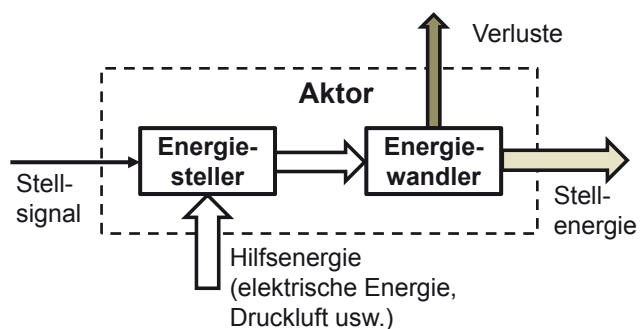 Verluste
Aktor
Energie-
steller
Energie-
wandler
Stell-
signal
Stell-
energie
Hilfsenergie
(elektrische Energie,
Druckluft usw.)